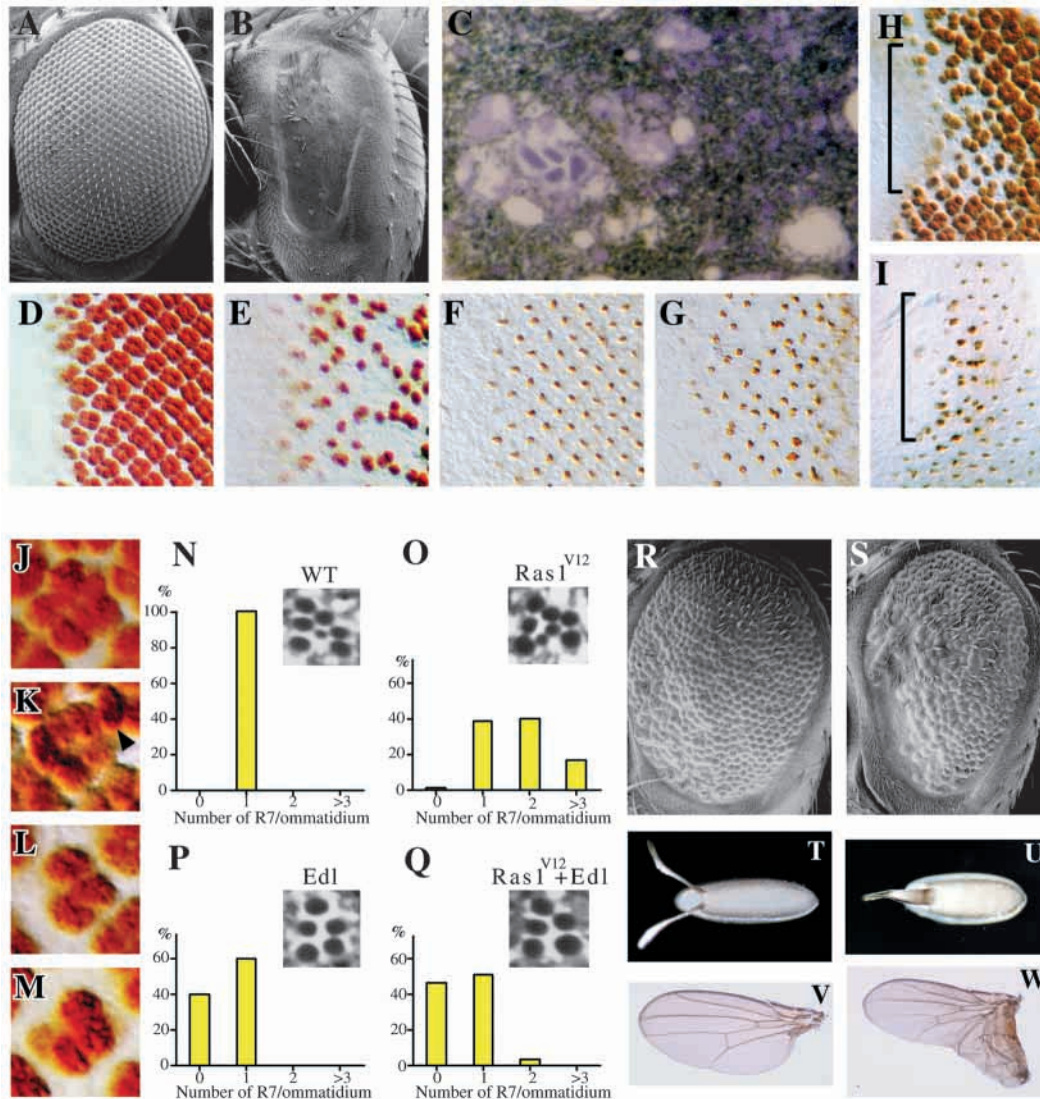 A
B
C
H
D
E
F
G
I
J
K
L
M
N
WT
%
100
80
60
40
20
0
0 1 2 >3
Number of R7/ommatidium
O
Ras1V12
%
60
40
20
0
0 1 2 >3
Number of R7/ommatidium
P
Edl
%
60
40
20
0
0 1 2 >3
Number of R7/ommatidium
Q
Ras1V12+Edl
%
60
40
20
0
0 1 2 >3
Number of R7/ommatidium
R
S
T
U
V
W